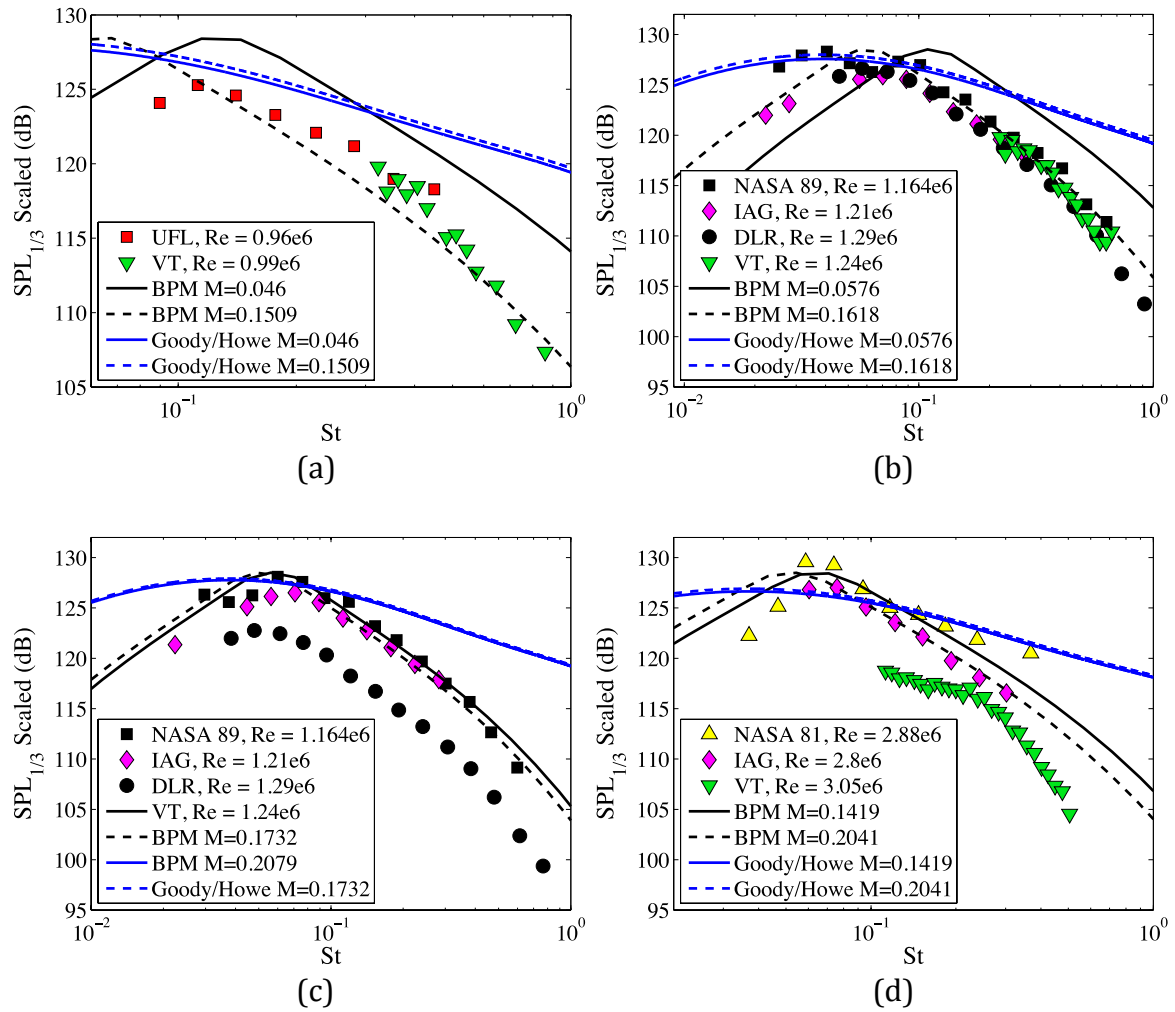 130
125
120
115
110
105
SPL1/3 Scaled (dB)
UFL, Re = 0.96e6
VT, Re = 0.99e6
BPM M=0.046
BPM M=0.1509
Goody/Howe M=0.046
Goody/Howe M=0.1509
10⁻¹
10⁰
St
(a)
130
125
120
115
110
105
100
95
SPL1/3 Scaled (dB)
NASA 89, Re = 1.164e6
IAG, Re = 1.21e6
DLR, Re = 1.29e6
VT, Re = 1.24e6
BPM M=0.0576
BPM M=0.1618
Goody/Howe M=0.0576
Goody/Howe M=0.1618
10⁻²
10⁻¹
10⁰
St
(b)
130
125
120
115
110
105
100
95
SPL1/3 Scaled (dB)
NASA 89, Re = 1.164e6
IAG, Re = 1.21e6
DLR, Re = 1.29e6
VT, Re = 1.24e6
BPM M=0.1732
BPM M=0.2079
Goody/Howe M=0.1732
10⁻²
10⁻¹
10⁰
St
(c)
130
125
120
115
110
105
100
95
SPL1/3 Scaled (dB)
NASA 81, Re = 2.88e6
IAG, Re = 2.8e6
VT, Re = 3.05e6
BPM M=0.1419
BPM M=0.2041
Goody/Howe M=0.1419
Goody/Howe M=0.2041
10⁻¹
10⁰
St
(d)